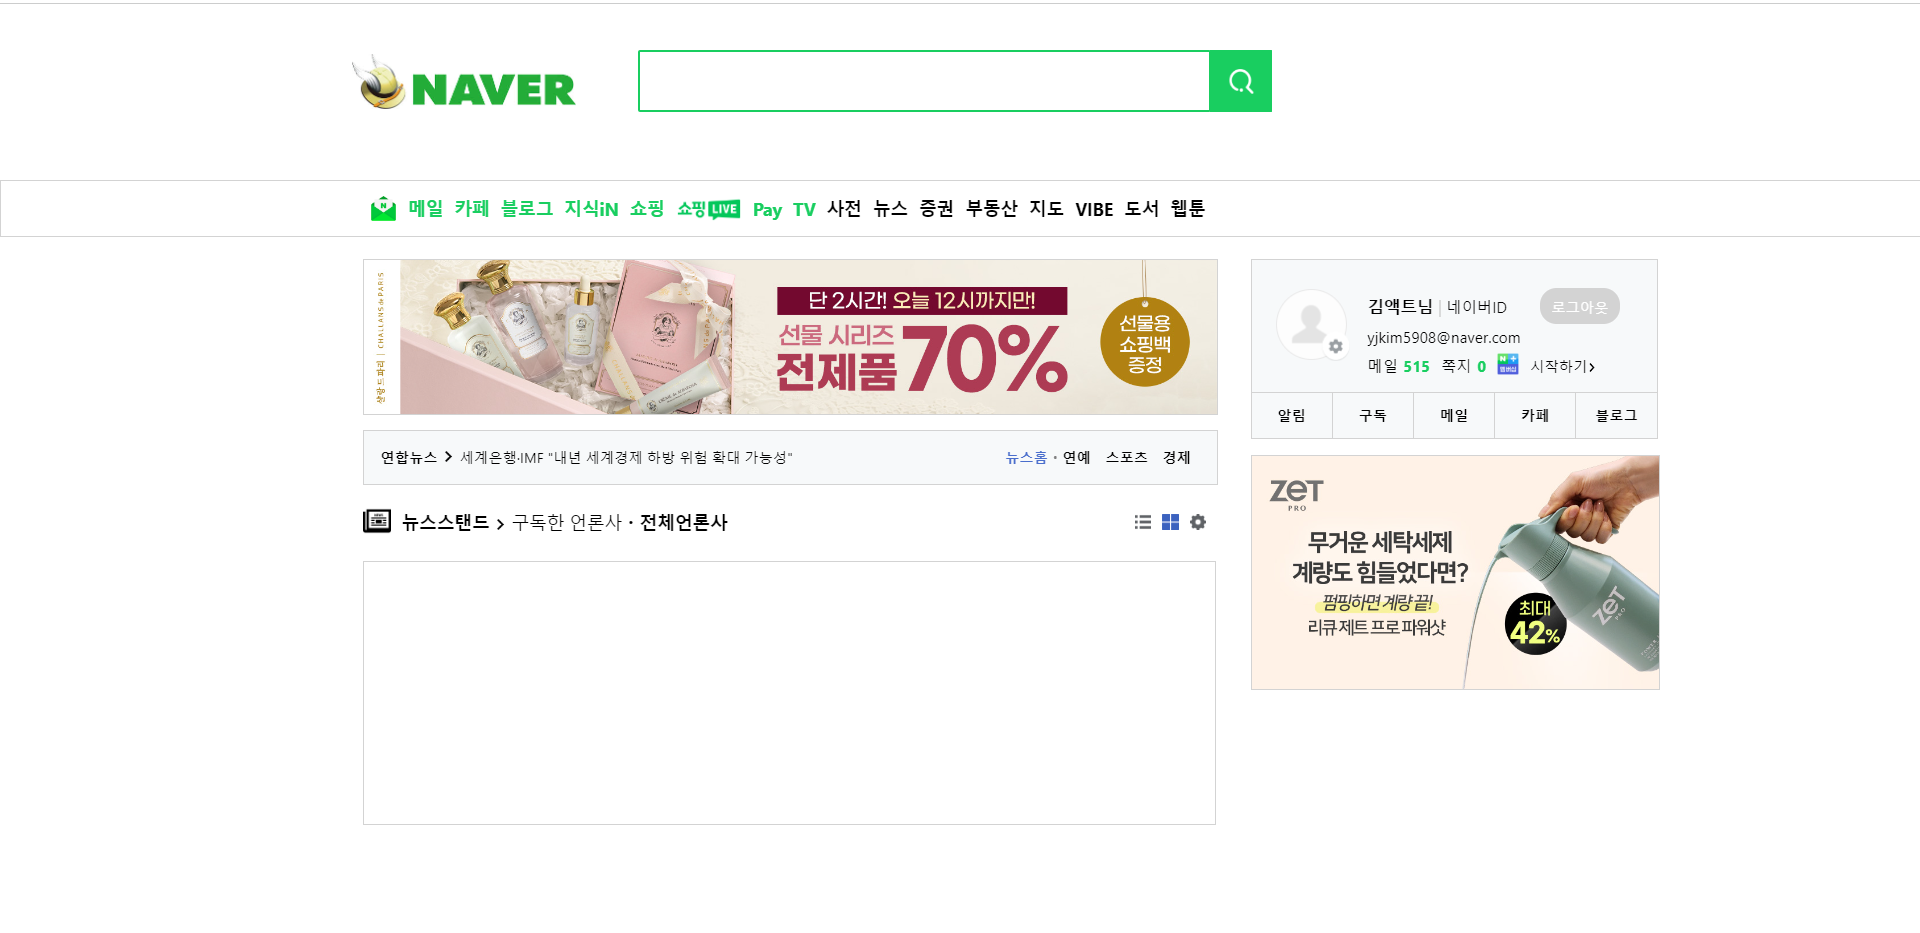 NAVER
메일 카페 블로그 지식iN 쇼핑 쇼핑LIVE Pay TV 사전 뉴스 증권 부동산 지도 VIBE 도서 웹툰
샬랑드파리 | CHALLANS de PARIS
단 2시간! 오늘 12시까지만!
선물 시리즈
전제품 70%
선물용
쇼핑백
증정
김액트님 | 네이버ID 로그아웃
yjkim5908@naver.com
메일 515 쪽지 0 N+ 멤버십 시작하기
알림 구독 메일 카페 블로그
연합뉴스 > 세계은행·IMF "내년 세계경제 하방 위험 확대 가능성" 뉴스홈 · 연예 스포츠 경제
뉴스스탠드 > 구독한 언론사 · 전체언론사
ZET
PRO
무거운 세탁세제
계량도 힘들었다면?
펌핑하면 계량 끝!
리큐 제트 프로 파워샷
최대
42%
ZET
PRO